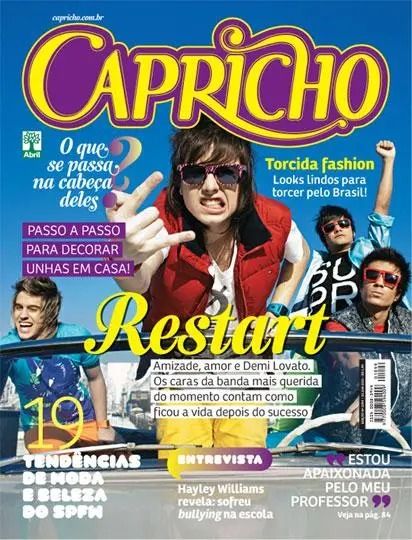 capricho.com.br
CAPRICHO
Abril
O que
se passa
na cabeça
deles?
Torcida fashion
Looks lindos para
torcer pelo Brasil!
PASSO A PASSO
PARA DECORAR
UNHAS EM CASA!
Restart
Amizade, amor e Demi Lovato.
Os caras da banda mais querida
do momento contam como
ficou a vida depois do sucesso
19
TENDÊNCIAS
DE MODA
E BELEZA
DO SPFW
ENTREVISTA
Hayley Williams
revela: sofreu
bullying na escola
"ESTOU
APAIXONADA
PELO MEU
PROFESSOR"
Veja na pág. 84